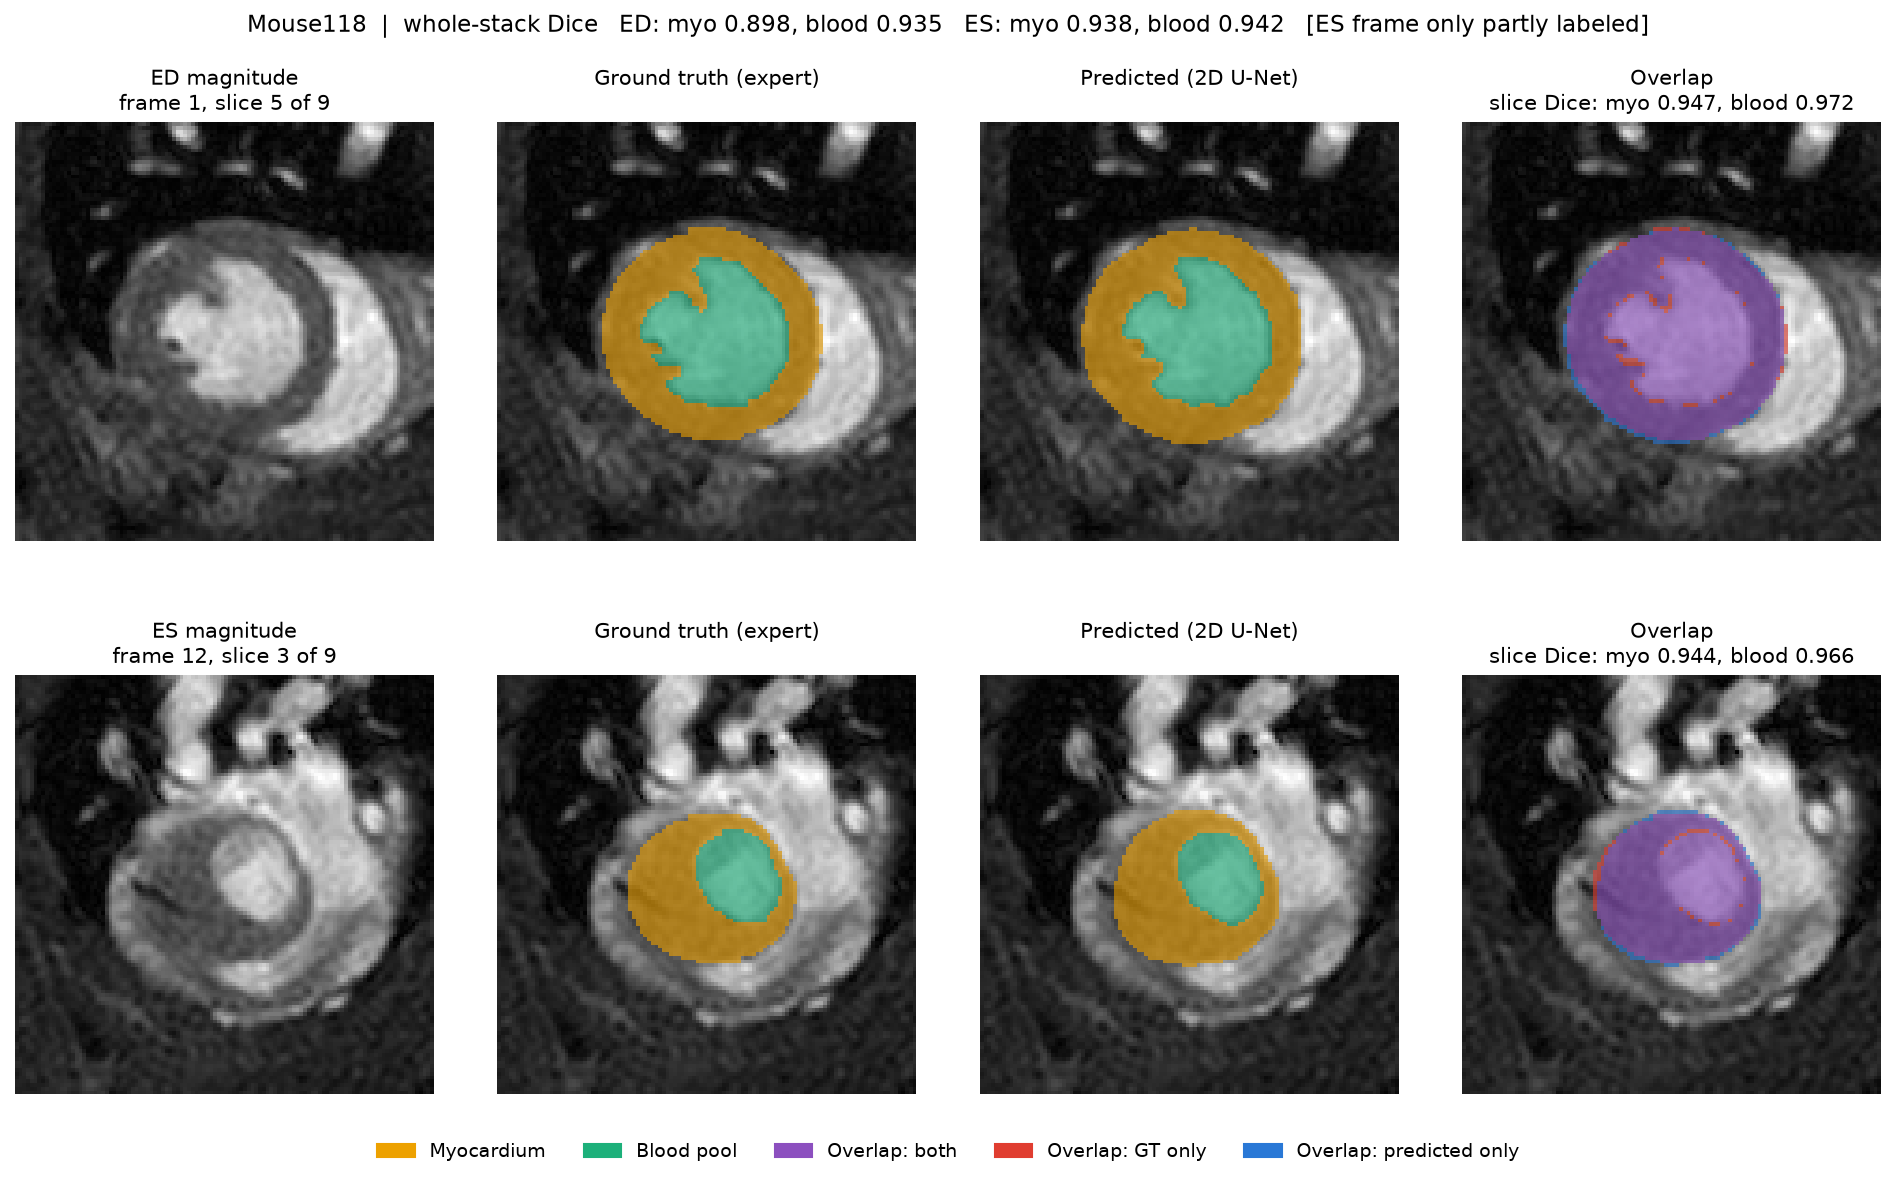 Mouse118 | whole-stack Dice ED: myo 0.898, blood 0.935 ES: myo 0.938, blood 0.942 [ES frame only partly labeled]
ED magnitude
frame 1, slice 5 of 9
Ground truth (expert)
Predicted (2D U-Net)
Overlap
slice Dice: myo 0.947, blood 0.972
ES magnitude
frame 12, slice 3 of 9
Ground truth (expert)
Predicted (2D U-Net)
Overlap
slice Dice: myo 0.944, blood 0.966
Myocardium
Blood pool
Overlap: both
Overlap: GT only
Overlap: predicted only